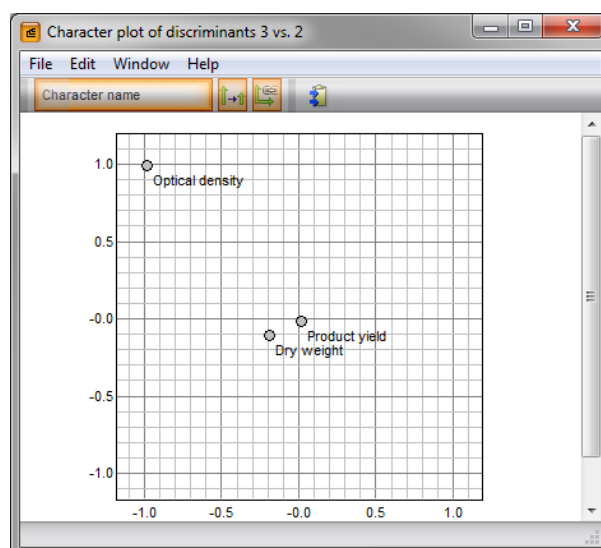 Character plot of discriminants 3 vs. 2
File Edit Window Help
Character name
1.0
Optical density
0.5
-0.0
Product yield
Dry weight
-0.5
-1.0
-1.0 -0.5 -0.0 0.5 1.0